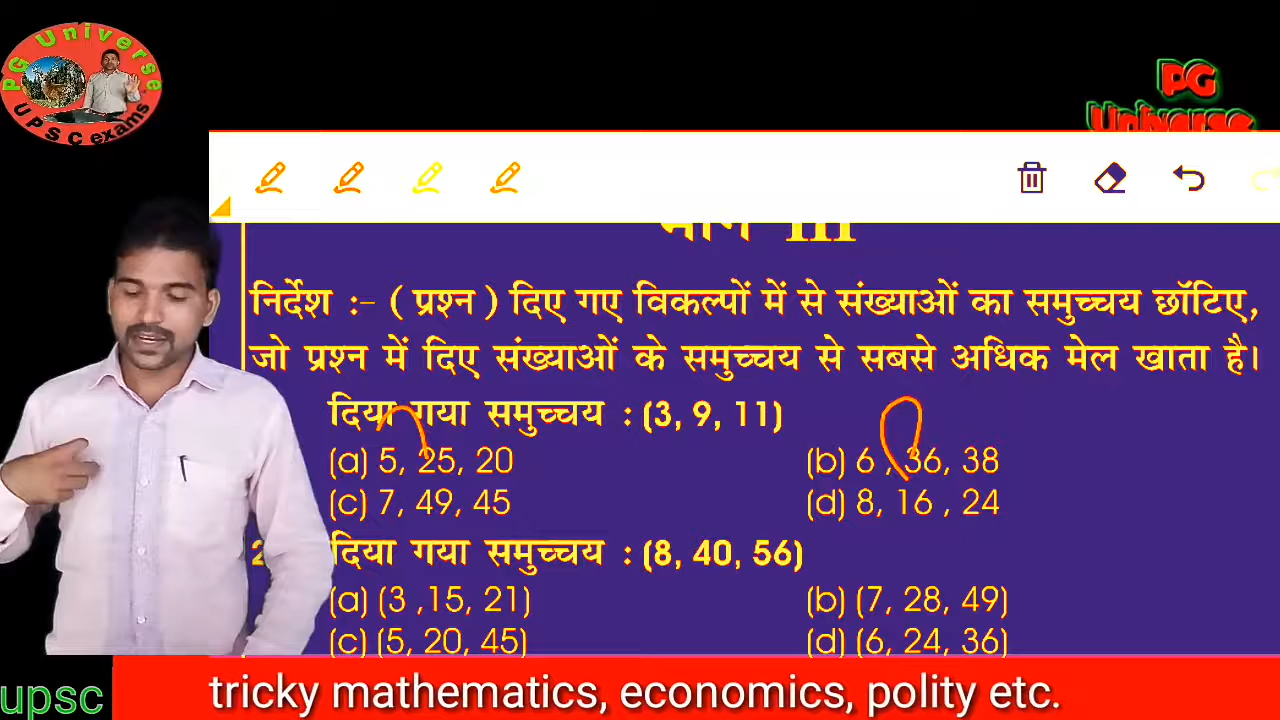 PG Universe
UPSC exams
PG
Universe
भाग III
निर्देश :- ( प्रश्न ) दिए गए विकल्पों में से संख्याओं का समुच्चय छॉटिए,
जो प्रश्न में दिए संख्याओं के समुच्चय से सबसे अधिक मेल खाता है।
दिया गया समुच्चय : (3, 9, 11)
(a) 5, 25, 20 (b) 6 , 36, 38
(c) 7, 49, 45 (d) 8, 16 , 24
2 दिया गया समुच्चय : (8, 40, 56)
(a) (3 ,15, 21) (b) (7, 28, 49)
(c) (5, 20, 45) (d) (6, 24, 36)
upsc tricky mathematics, economics, polity etc.